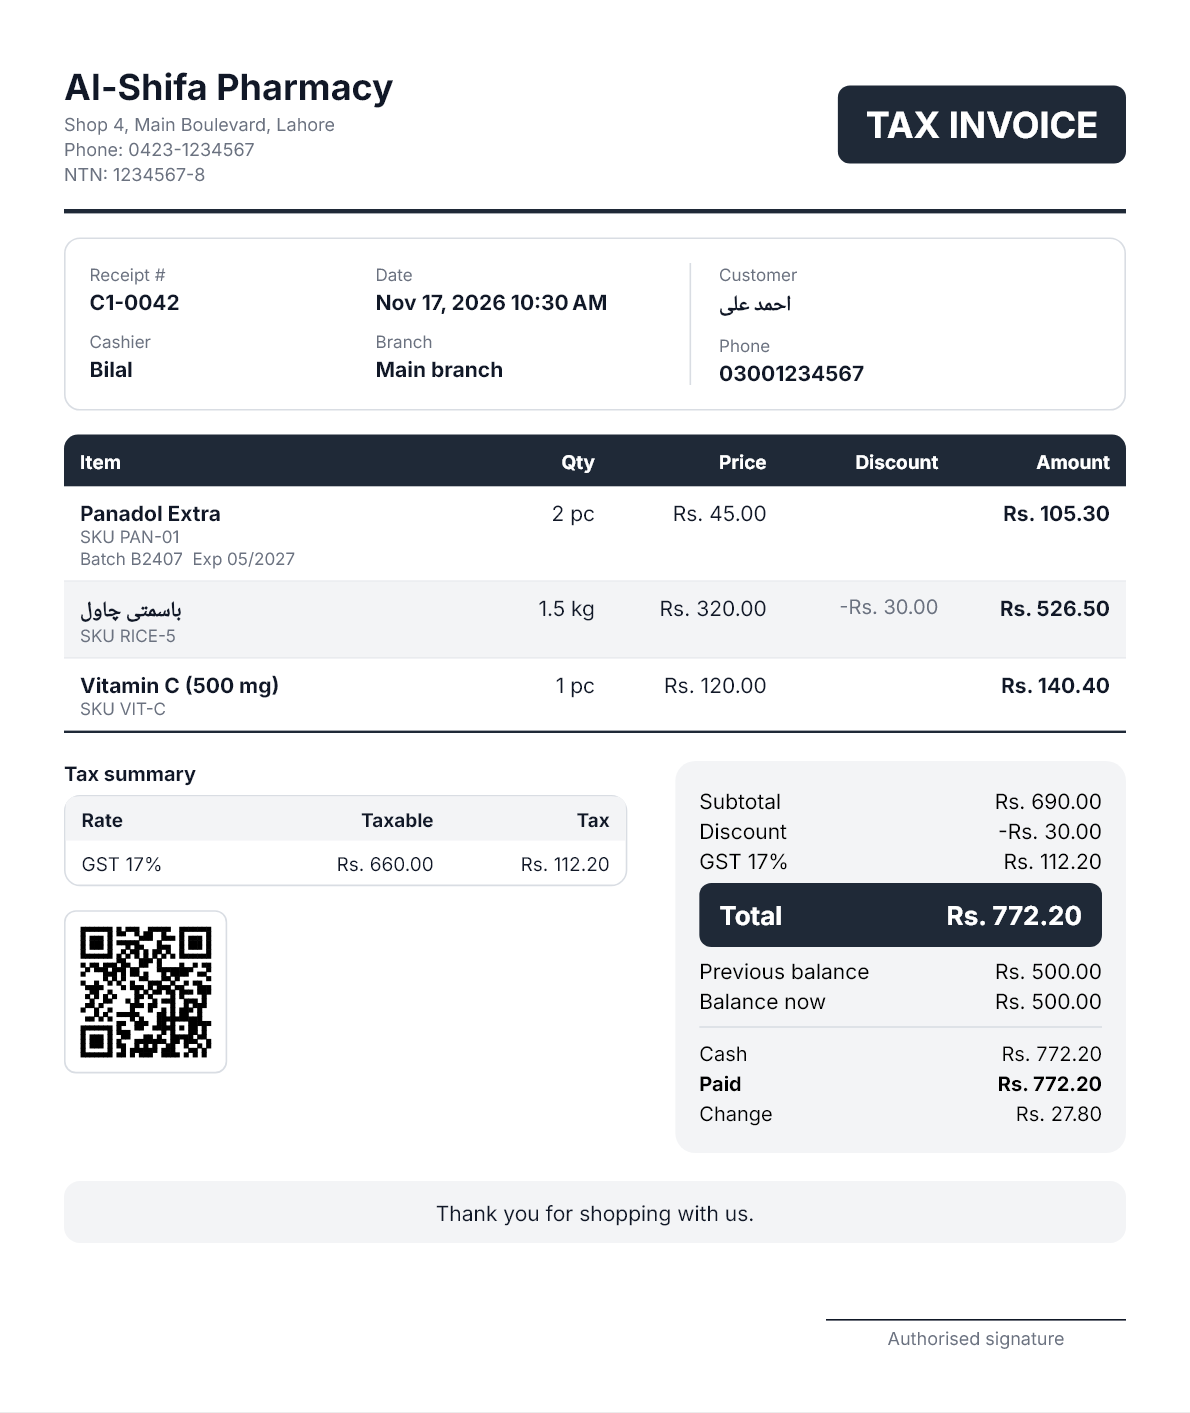 Al-Shifa Pharmacy
Shop 4, Main Boulevard, Lahore
Phone: 0423-1234567
NTN: 1234567-8
TAX INVOICE
Receipt #
C1-0042
Date
Nov 17, 2026 10:30 AM
Customer
احمد علی
Cashier
Bilal
Branch
Main branch
Phone
03001234567
Item Qty Price Discount Amount
Panadol Extra 2 pc Rs. 45.00 Rs. 105.30
SKU PAN-01
Batch B2407 Exp 05/2027
باسمتی چاول 1.5 kg Rs. 320.00 -Rs. 30.00 Rs. 526.50
SKU RICE-5
Vitamin C (500 mg) 1 pc Rs. 120.00 Rs. 140.40
SKU VIT-C
Tax summary
Rate Taxable Tax
GST 17% Rs. 660.00 Rs. 112.20
Subtotal Rs. 690.00
Discount -Rs. 30.00
GST 17% Rs. 112.20
Total Rs. 772.20
Previous balance Rs. 500.00
Balance now Rs. 500.00
Cash Rs. 772.20
Paid Rs. 772.20
Change Rs. 27.80
Thank you for shopping with us.
Authorised signature